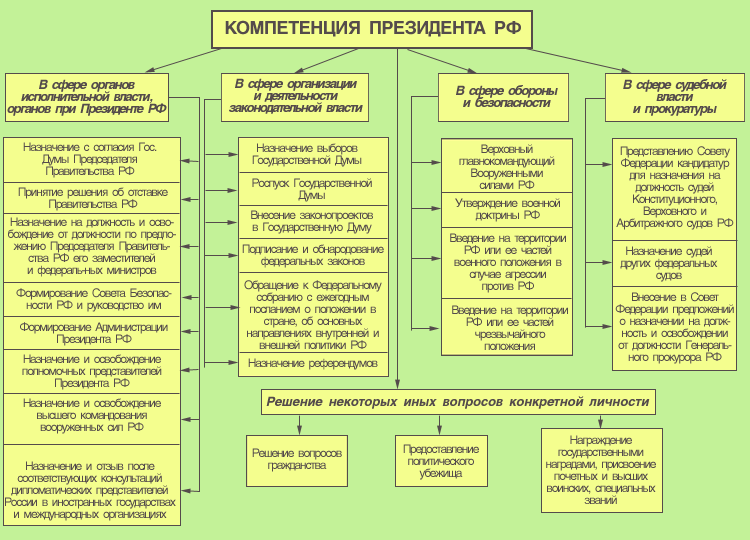 КОМПЕТЕНЦИЯ ПРЕЗИДЕНТА РФ
В сфере органов
исполнительной власти,
органов при Президенте РФ
Назначение с согласия Гос.
Думы Председателя
Правительства РФ
Принятие решения об отставке
Правительства РФ
Назначение на должность и осво-
бождение от должности по предло-
жению Председателя Правитель-
ства РФ его заместителей
и федеральных министров
Формирование Совета Безопас-
ности РФ и руководство им
Формирование Администрации
Президента РФ
Назначение и освобождение
полномочных представителей
Президента РФ
Назначение и освобождение
высшего командования
вооруженных сил РФ
Назначение и отзыв после
соответствующих консультаций
дипломатических представителей
России в иностранных государствах
и международных организациях
В сфере организации
и деятельности
законодательной власти
Назначение выборов
Государственной Думы
Роспуск Государственной
Думы
Внесение законопроектов
в Государственную Думу
Подписание и обнародование
федеральных законов
Обращение к Федеральному
собранию с ежегодным
посланием о положении в
стране, об основных
направлениях внутренней и
внешней политики РФ
Назначение референдумов
В сфере обороны
и безопасности
Верховный
главнокомандующий
Вооруженными
силами РФ
Утверждение военной
доктрины РФ
Введение на территории
РФ или ее частей
военного положения в
случае агрессии
против РФ
Введение на территории
РФ или ее частей
чрезвычайного
положения
В сфере судебной
власти
и прокуратуры
Представлению Совету
Федерации кандидатур
для назначения на
должность судей
Конституционного,
Верховного и
Арбитражного судов РФ
Назначение судей
других федеральных
судов
Внесение в Совет
Федерации предложений
о назначении на долж-
ность и освобождении
от должности Генераль-
ного прокурора РФ
Решение некоторых иных вопросов конкретной личности
Решение вопросов
гражданства
Предоставление
политического
убежища
Награждение
государственными
наградами, присвоение
почетных и высших
воинских, специальных
званий